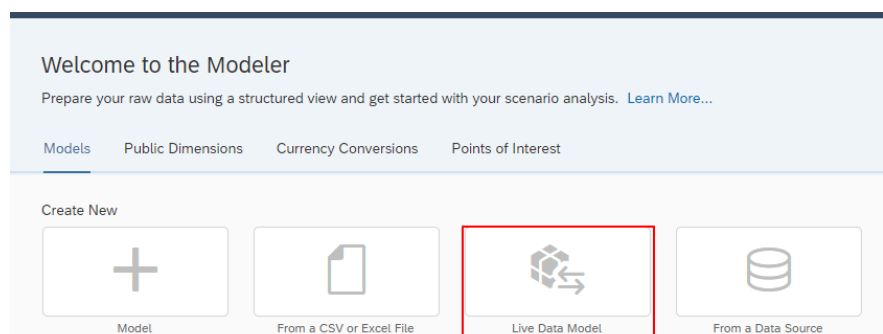 Welcome to the Modeler
Prepare your raw data using a structured view and get started with your scenario analysis. Learn More...
Models Public Dimensions Currency Conversions Points of Interest
Create New
Model From a CSV or Excel File Live Data Model From a Data Source